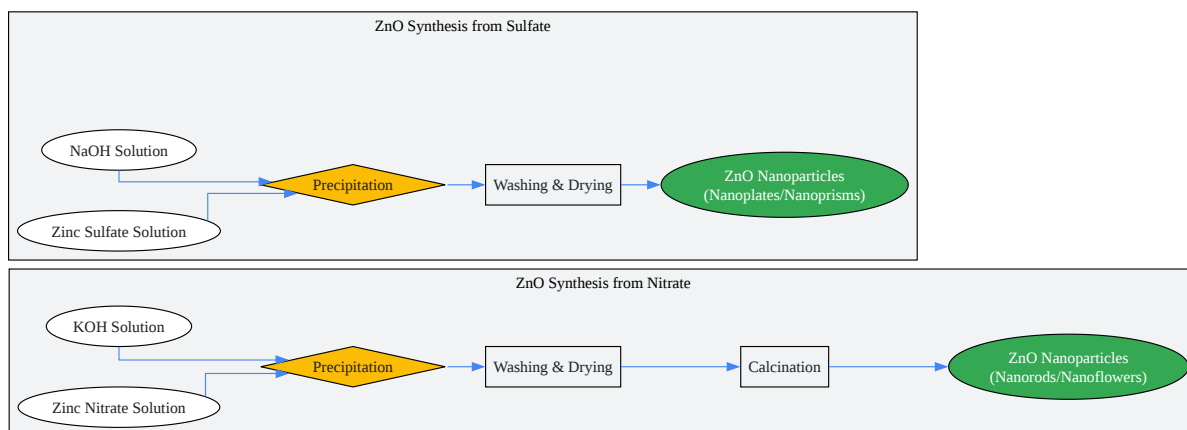 ZnO Synthesis from Sulfate
NaOH Solution
Zinc Sulfate Solution
Precipitation
Washing & Drying
ZnO Nanoparticles
(Nanoplates/Nanoprisms)
ZnO Synthesis from Nitrate
KOH Solution
Zinc Nitrate Solution
Precipitation
Washing & Drying
Calcination
ZnO Nanoparticles
(Nanorods/Nanoflowers)